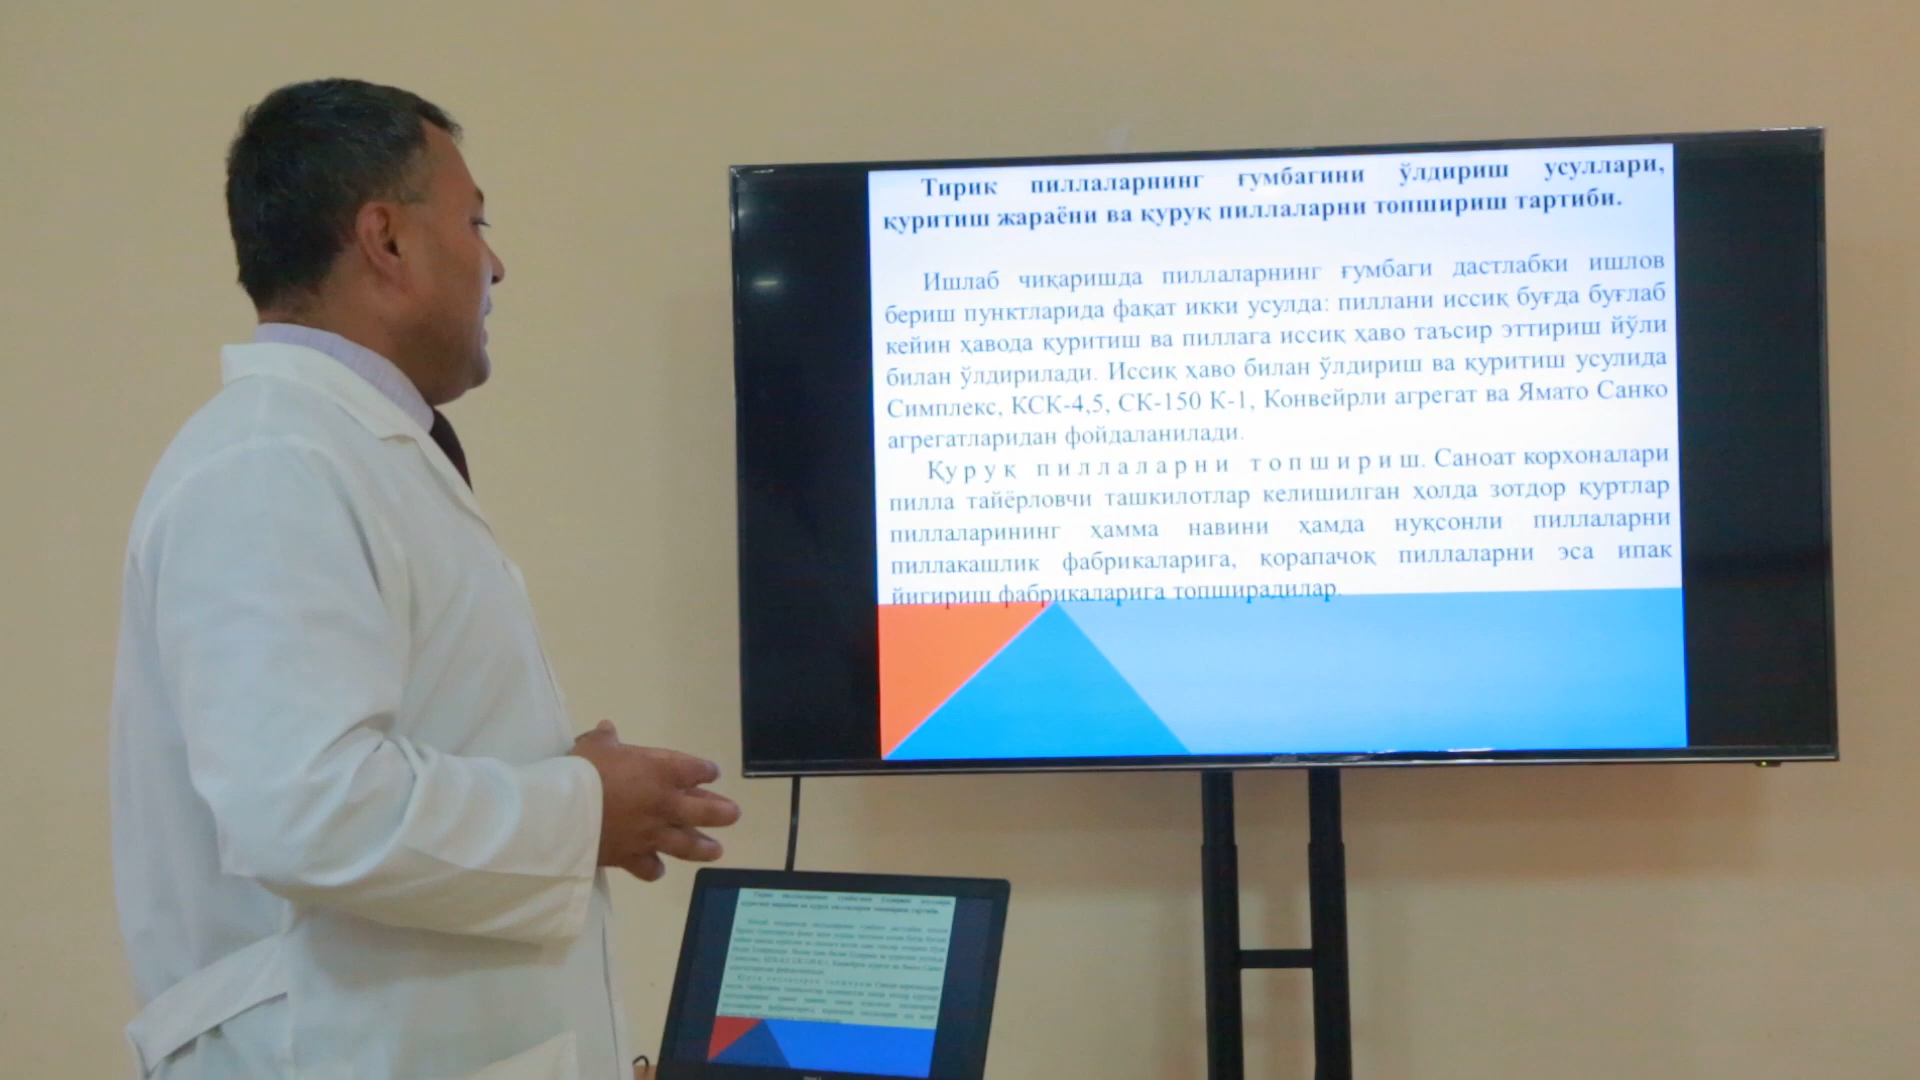 Тирик пиллаларнинг ғумбагини ўлдириш усуллари,
қуритиш жараёни ва қуруқ пиллаларни топшириш тартиби.
Ишлаб чиқаришда пиллаларнинг ғумбаги дастлабки ишлов
бериш пунктларида фақат икки усулда: пиллани иссиқ буғда буғлаб
кейин ҳавода қуритиш ва пиллага иссиқ ҳаво таъсир эттириш йўли
билан ўлдирилади. Иссиқ ҳаво билан ўлдириш ва қуритиш усулида
Симплекс, КСК-4,5, СК-150 К-1, Конвейрли агрегат ва Ямато Санко
агрегатларидан фойдаланилади.
Қуруқ пиллаларни топшириш. Саноат корхоналари
пилла тайёрловчи ташкилотлар келишилган ҳолда зотдор қуртлар
пиллаларининг ҳамма навини ҳамда нуқсонли пиллаларни
пиллакашлик фабрикаларига, қорапачоқ пиллаларни эса ипак
йигириш фабрикаларига топширадилар.